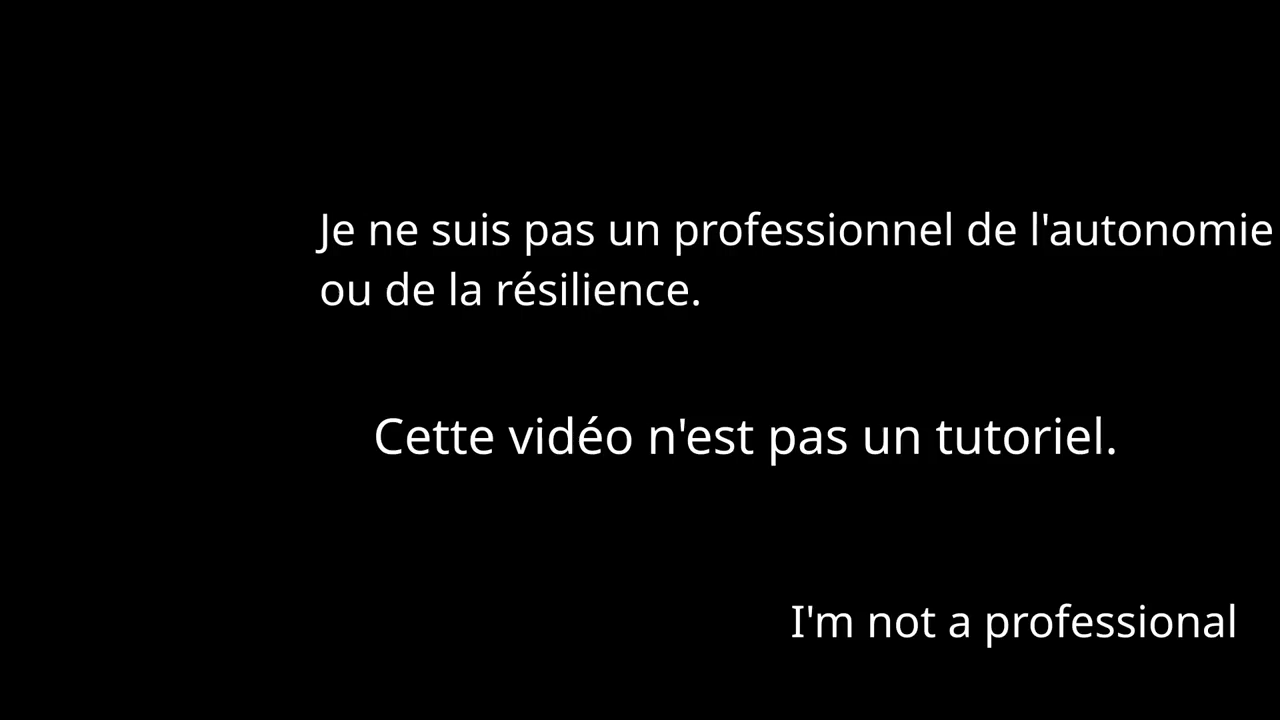 Je ne suis pas un professionnel de l'autonomie
ou de la résilience.
Cette vidéo n'est pas un tutoriel.
I'm not a professional